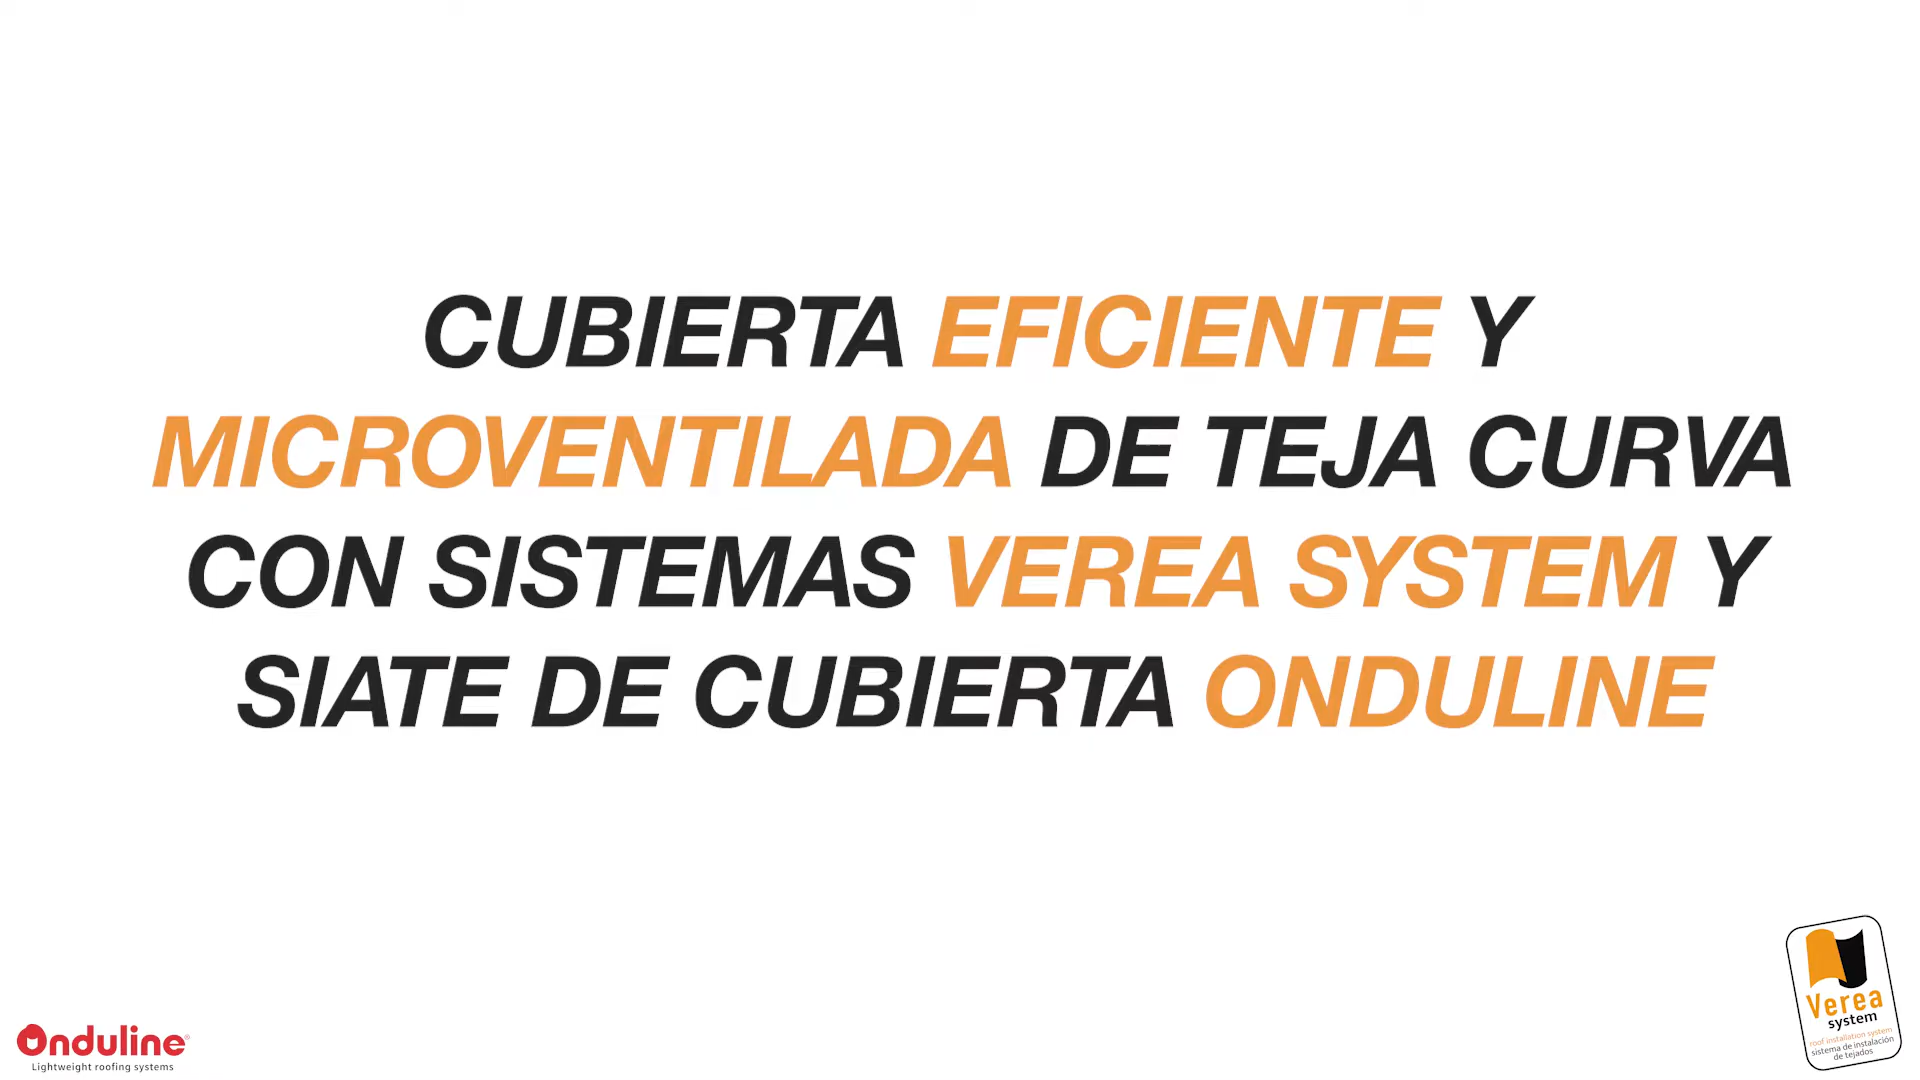 CUBIERTA EFICIENTE Y
MICROVENTILADA DE TEJA CURVA
CON SISTEMAS VEREA SYSTEM Y
SIATE DE CUBIERTA ONDULINE
Onduline®
Lightweight roofing systems
Verea
system
roof installation system
sistema de instalación
de tejados